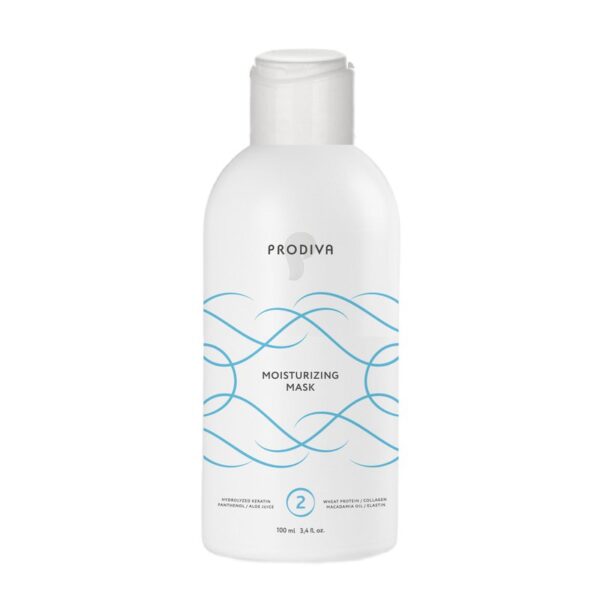 PRODIVA
MOISTURIZING
MASK
HYDROLYZED KERATIN
PANTHENOL / ALOE JUICE
2
WHEAT PROTEIN / COLLAGEN
MACADAMIA OIL / ELASTIN
100 ml 3,4 fl. oz.